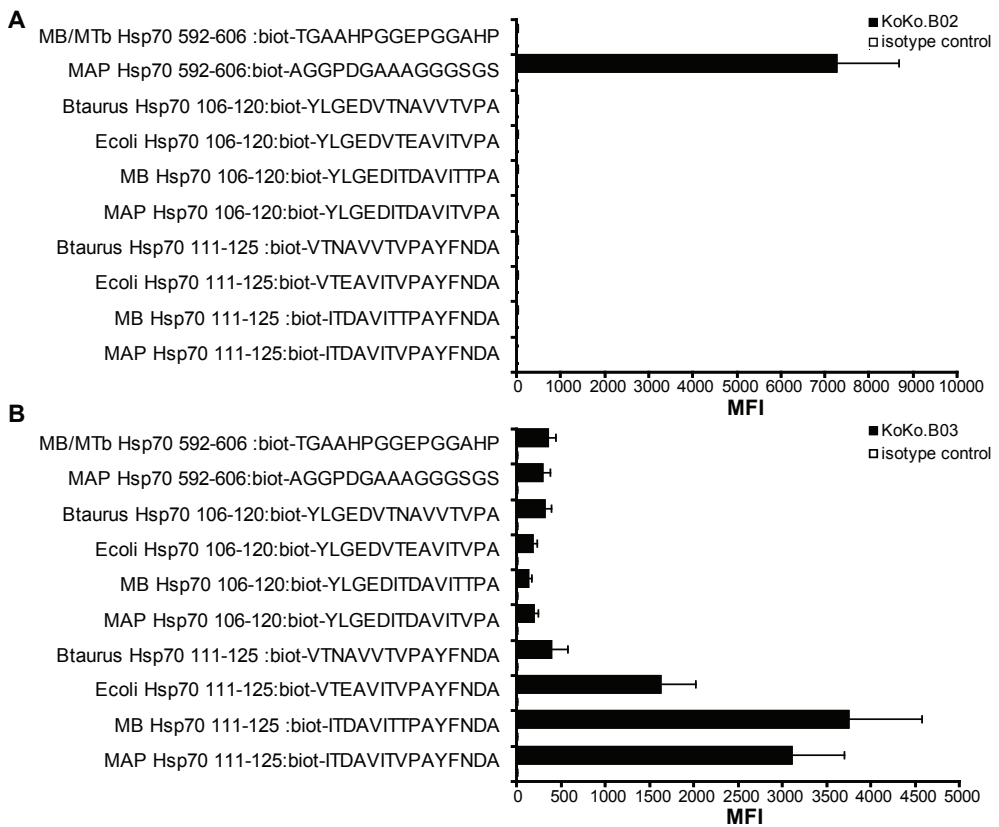 A
KoKo.B02
isotype control
MB/MTb Hsp70 592-606 :biot-TGAAHPGGEPGGAHP
MAP Hsp70 592-606:biot-AGGPDGAAAGGGSGS
Btaurus Hsp70 106-120:biot-YLGEDVTNAVVTVPA
Ecoli Hsp70 106-120:biot-YLGEDVTEAVITVPA
MB Hsp70 106-120:biot-YLGEDITDAVITTPA
MAP Hsp70 106-120:biot-YLGEDITDAVITVPA
Btaurus Hsp70 111-125 :biot-VTNAVVTVPAYFNDA
Ecoli Hsp70 111-125:biot-VTEAVITVPAYFNDA
MB Hsp70 111-125 :biot-ITDAVITTPAYFNDA
MAP Hsp70 111-125:biot-ITDAVITVPAYFNDA
0 1000 2000 3000 4000 5000 6000 7000 8000 9000 10000
MFI
B
KoKo.B03
isotype control
MB/MTb Hsp70 592-606 :biot-TGAAHPGGEPGGAHP
MAP Hsp70 592-606:biot-AGGPDGAAAGGGSGS
Btaurus Hsp70 106-120:biot-YLGEDVTNAVVTVPA
Ecoli Hsp70 106-120:biot-YLGEDVTEAVITVPA
MB Hsp70 106-120:biot-YLGEDITDAVITTPA
MAP Hsp70 106-120:biot-YLGEDITDAVITVPA
Btaurus Hsp70 111-125 :biot-VTNAVVTVPAYFNDA
Ecoli Hsp70 111-125:biot-VTEAVITVPAYFNDA
MB Hsp70 111-125 :biot-ITDAVITTPAYFNDA
MAP Hsp70 111-125:biot-ITDAVITVPAYFNDA
0 500 1000 1500 2000 2500 3000 3500 4000 4500 5000
MFI